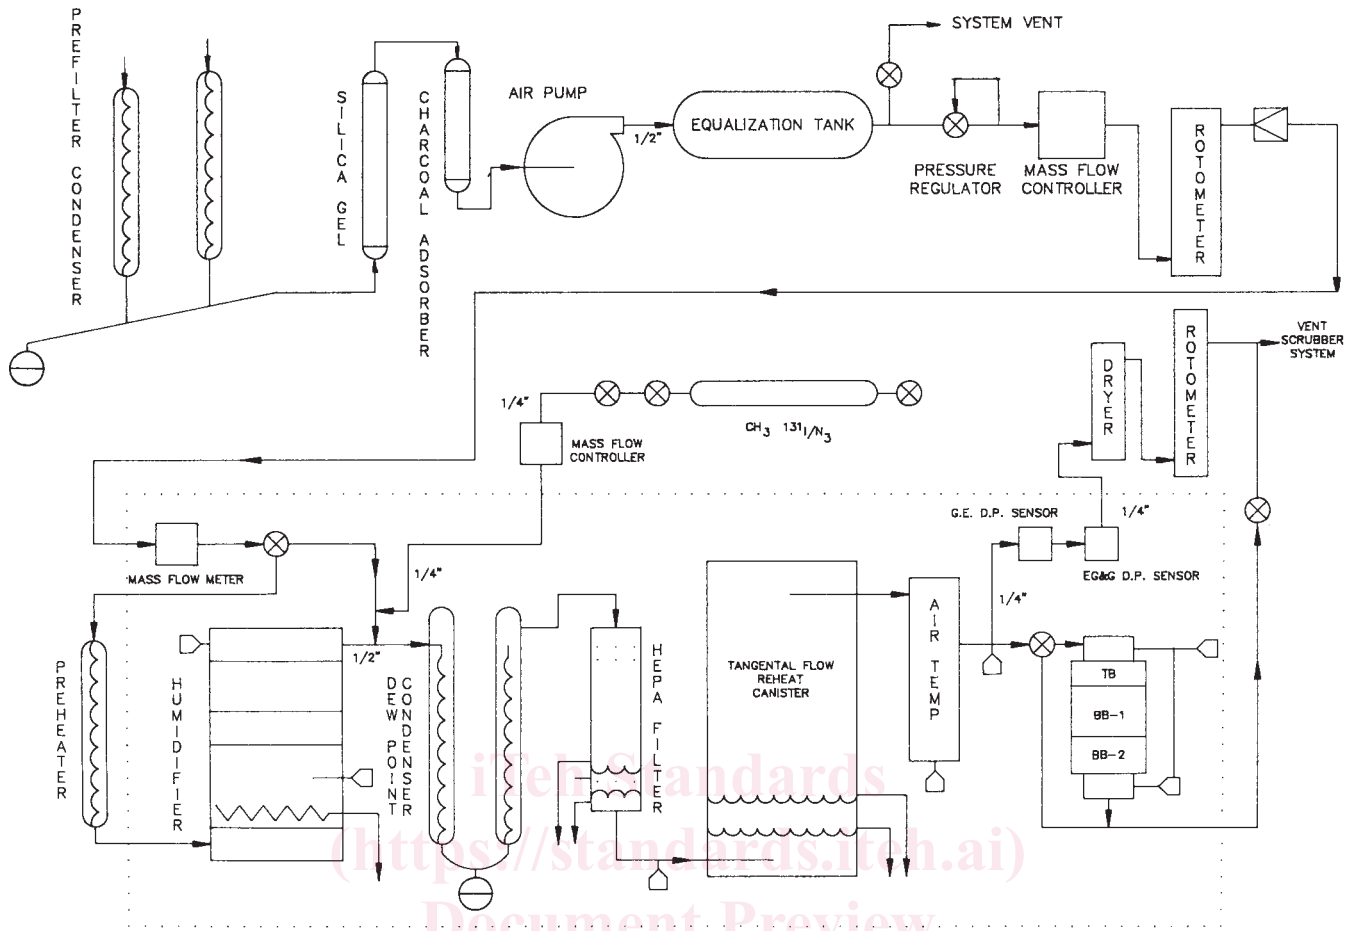 PREFILTER CONDENSER
SILICA GEL
CHARCOAL ADSORBER
AIR PUMP
1/2"
EQUALIZATION TANK
SYSTEM VENT
PRESSURE
REGULATOR
MASS FLOW
CONTROLLER
ROTOMETER
VENT
SCRUBBER
SYSTEM
ROTOMETER
DRYER
1/4"
CH3 131I/N3
MASS FLOW
CONTROLLER
1/4"
G.E. D.P. SENSOR
EG&G D.P. SENSOR
1/4"
MASS FLOW METER
1/4"
1/2"
PREHEATER
HUMIDIFIER
DEW POINT
CONDENSER
HEPA FILTER
TANGENTAL FLOW
REHEAT
CANISTER
AIR TEMP
TB
BB-1
BB-2
iTeh Standards
(https://standards.iteh.ai)
Document Preview